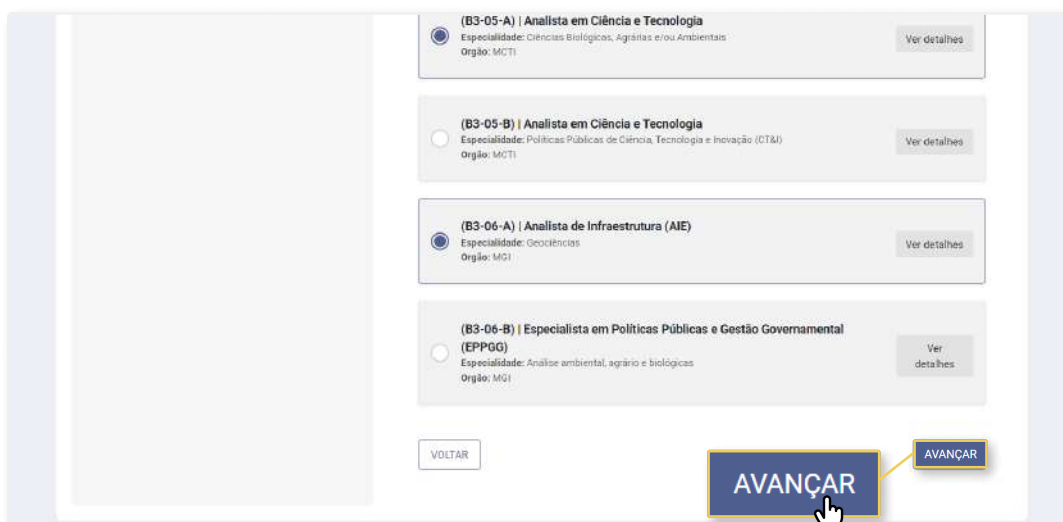 (B3-05-A) | Analista em Ciência e Tecnologia
Especialidade: Ciências Biológicas, Agrárias e/ou Ambientais
Orgão: MCTI
Ver detalhes
(B3-05-B) | Analista em Ciência e Tecnologia
Especialidade: Políticas Públicas de Ciência, Tecnologia e Inovação (CT&I)
Orgão: MCTI
Ver detalhes
(B3-06-A) | Analista de Infraestrutura (AIE)
Especialidade: Geociências
Orgão: MGI
Ver detalhes
(B3-06-B) | Especialista em Políticas Públicas e Gestão Governamental
(EPPGG)
Especialidade: Análise ambiental, agrário e biológicas
Orgão: MGI
Ver
detalhes
VOLTAR
AVANÇAR
AVANÇAR